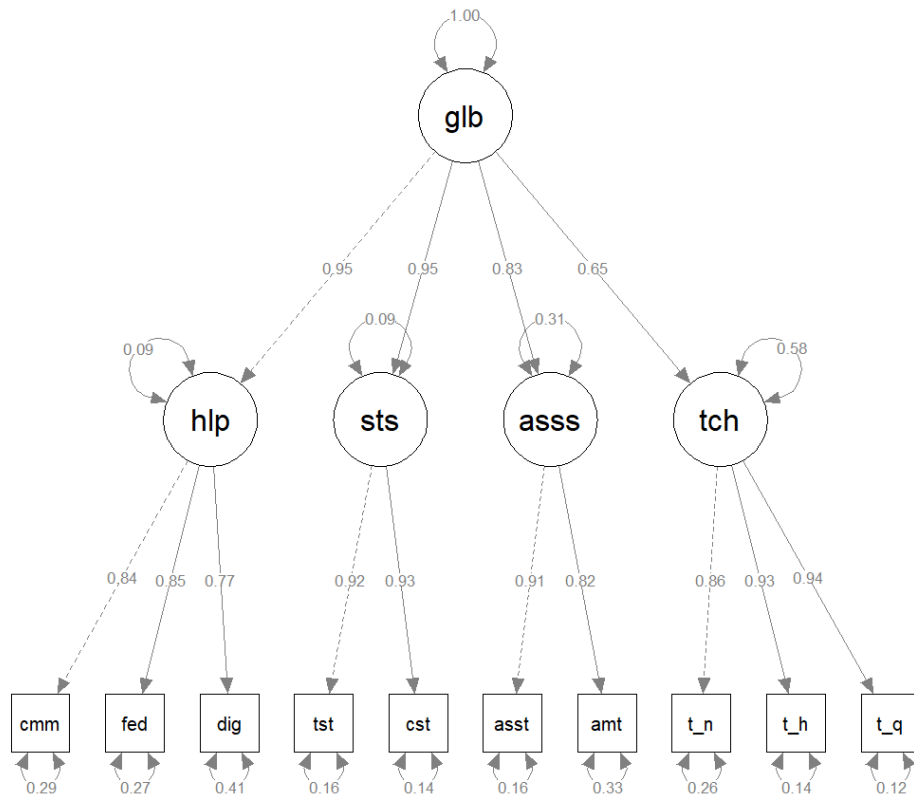 1.00
glb
0.95 0.95 0.83 0.65
0.09 0.09 0.31 0.58
hlp sts asss tch
0.84 0.85 0.77 0.92 0.93 0.91 0.82 0.86 0.93 0.94
cmm fed dig tst cst asst amt t_n t_h t_q
0.29 0.27 0.41 0.16 0.14 0.16 0.33 0.26 0.14 0.12